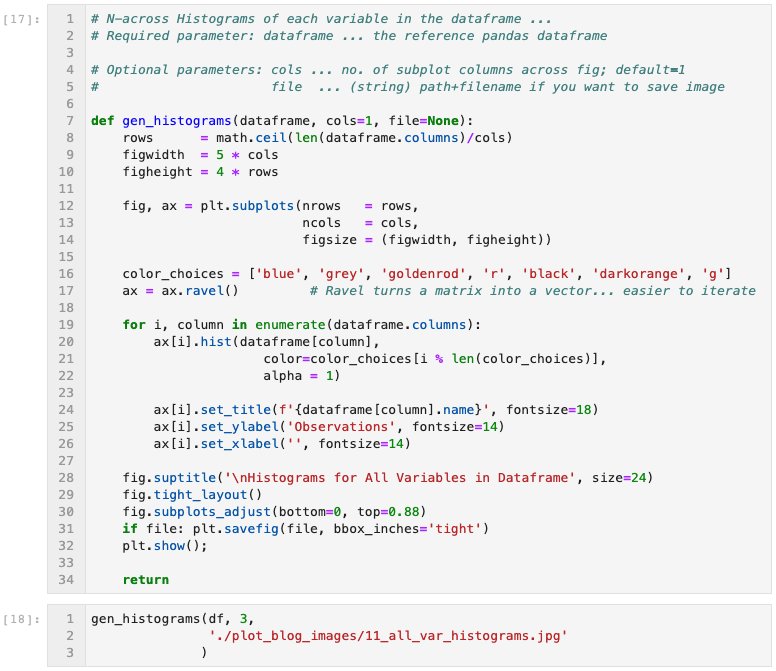 [17]:
1 # N-across Histograms of each variable in the dataframe ...
2 # Required parameter: dataframe ... the reference pandas dataframe
3
4 # Optional parameters: cols ... no. of subplot columns across fig; default=1
5 #                      file  ... (string) path+filename if you want to save image
6
7 def gen_histograms(dataframe, cols=1, file=None):
8     rows      = math.ceil(len(dataframe.columns)/cols)
9     figwidth  = 5 * cols
10     figheight = 4 * rows
11
12     fig, ax = plt.subplots(nrows   = rows,
13                            ncols   = cols,
14                            figsize = (figwidth, figheight))
15
16     color_choices = ['blue', 'grey', 'goldenrod', 'r', 'black', 'darkorange', 'g']
17     ax = ax.ravel()         # Ravel turns a matrix into a vector... easier to iterate
18
19     for i, column in enumerate(dataframe.columns):
20         ax[i].hist(dataframe[column],
21                       color=color_choices[i % len(color_choices)],
22                       alpha = 1)
23
24         ax[i].set_title(f'{dataframe[column].name}', fontsize=18)
25         ax[i].set_ylabel('Observations', fontsize=14)
26         ax[i].set_xlabel('', fontsize=14)
27
28     fig.suptitle('\nHistograms for All Variables in Dataframe', size=24)
29     fig.tight_layout()
30     fig.subplots_adjust(bottom=0, top=0.88)
31     if file: plt.savefig(file, bbox_inches='tight')
32     plt.show();
33
34     return
[18]:
1 gen_histograms(df, 3,
2                './plot_blog_images/11_all_var_histograms.jpg'
3               )